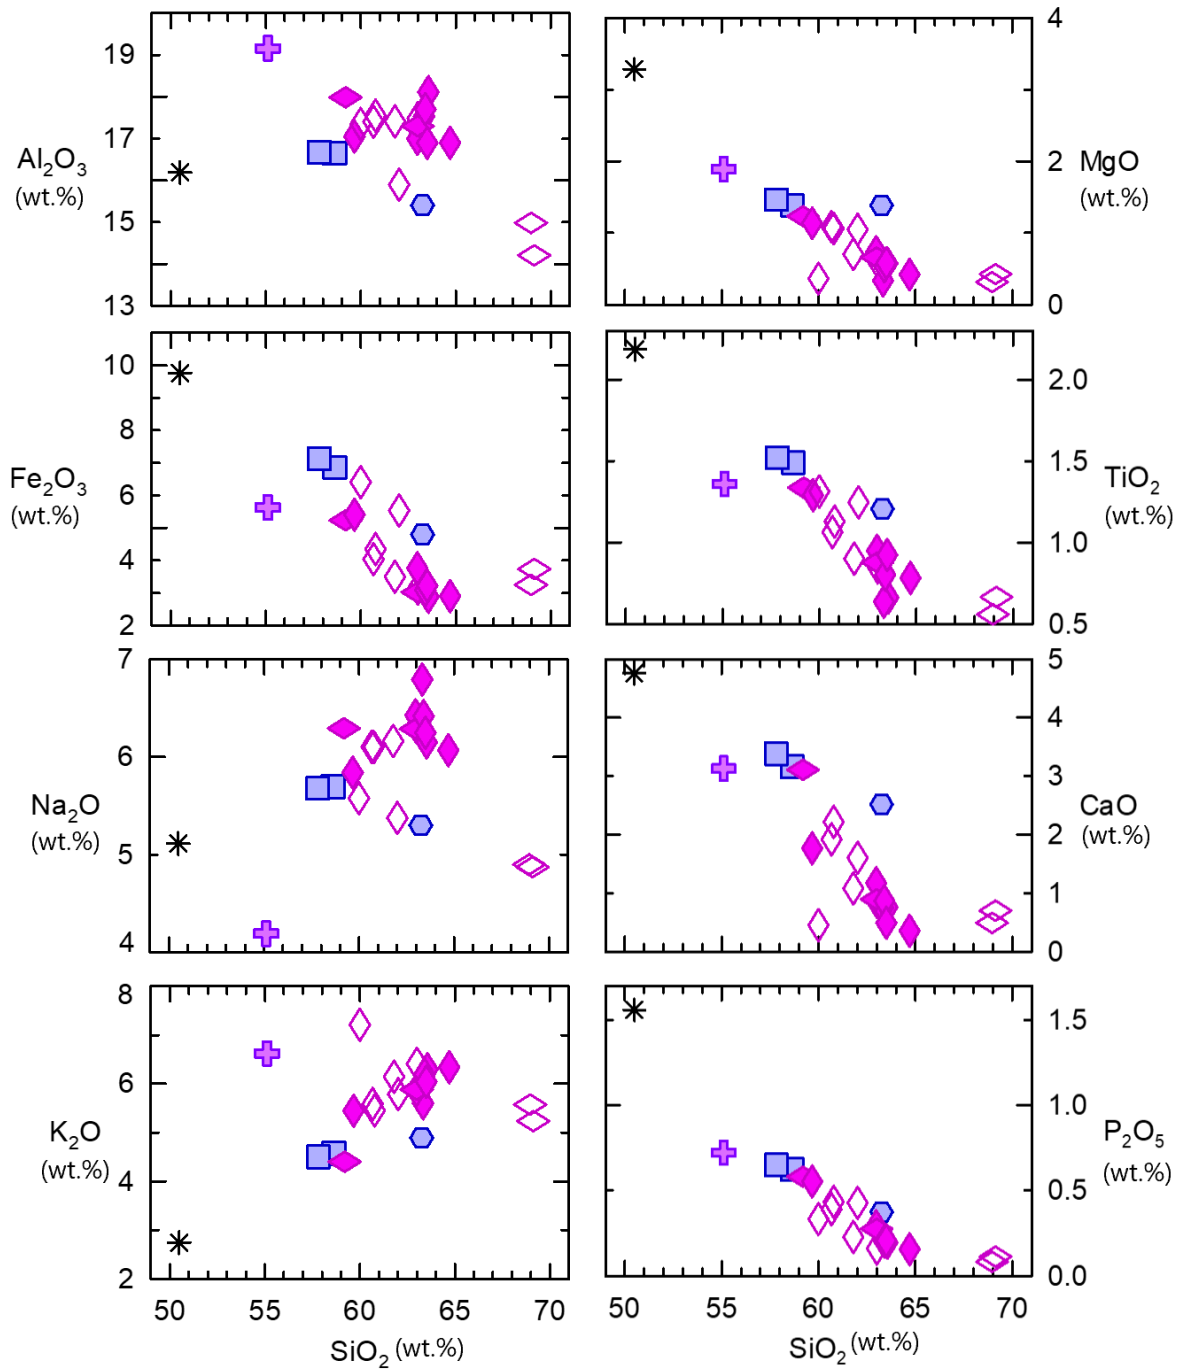 19
17
15
13
Al₂O₃
(wt.%)
4
2
0
MgO
(wt.%)
10
8
6
4
2
Fe₂O₃
(wt.%)
2.0
1.5
1.0
0.5
TiO₂
(wt.%)
7
6
5
4
Na₂O
(wt.%)
5
4
3
2
1
0
CaO
(wt.%)
8
6
4
2
K₂O
(wt.%)
50 55 60 65 70
SiO₂ (wt.%)
1.5
1.0
0.5
0.0
P₂O₅
(wt.%)
50 55 60 65 70
SiO₂ (wt.%)